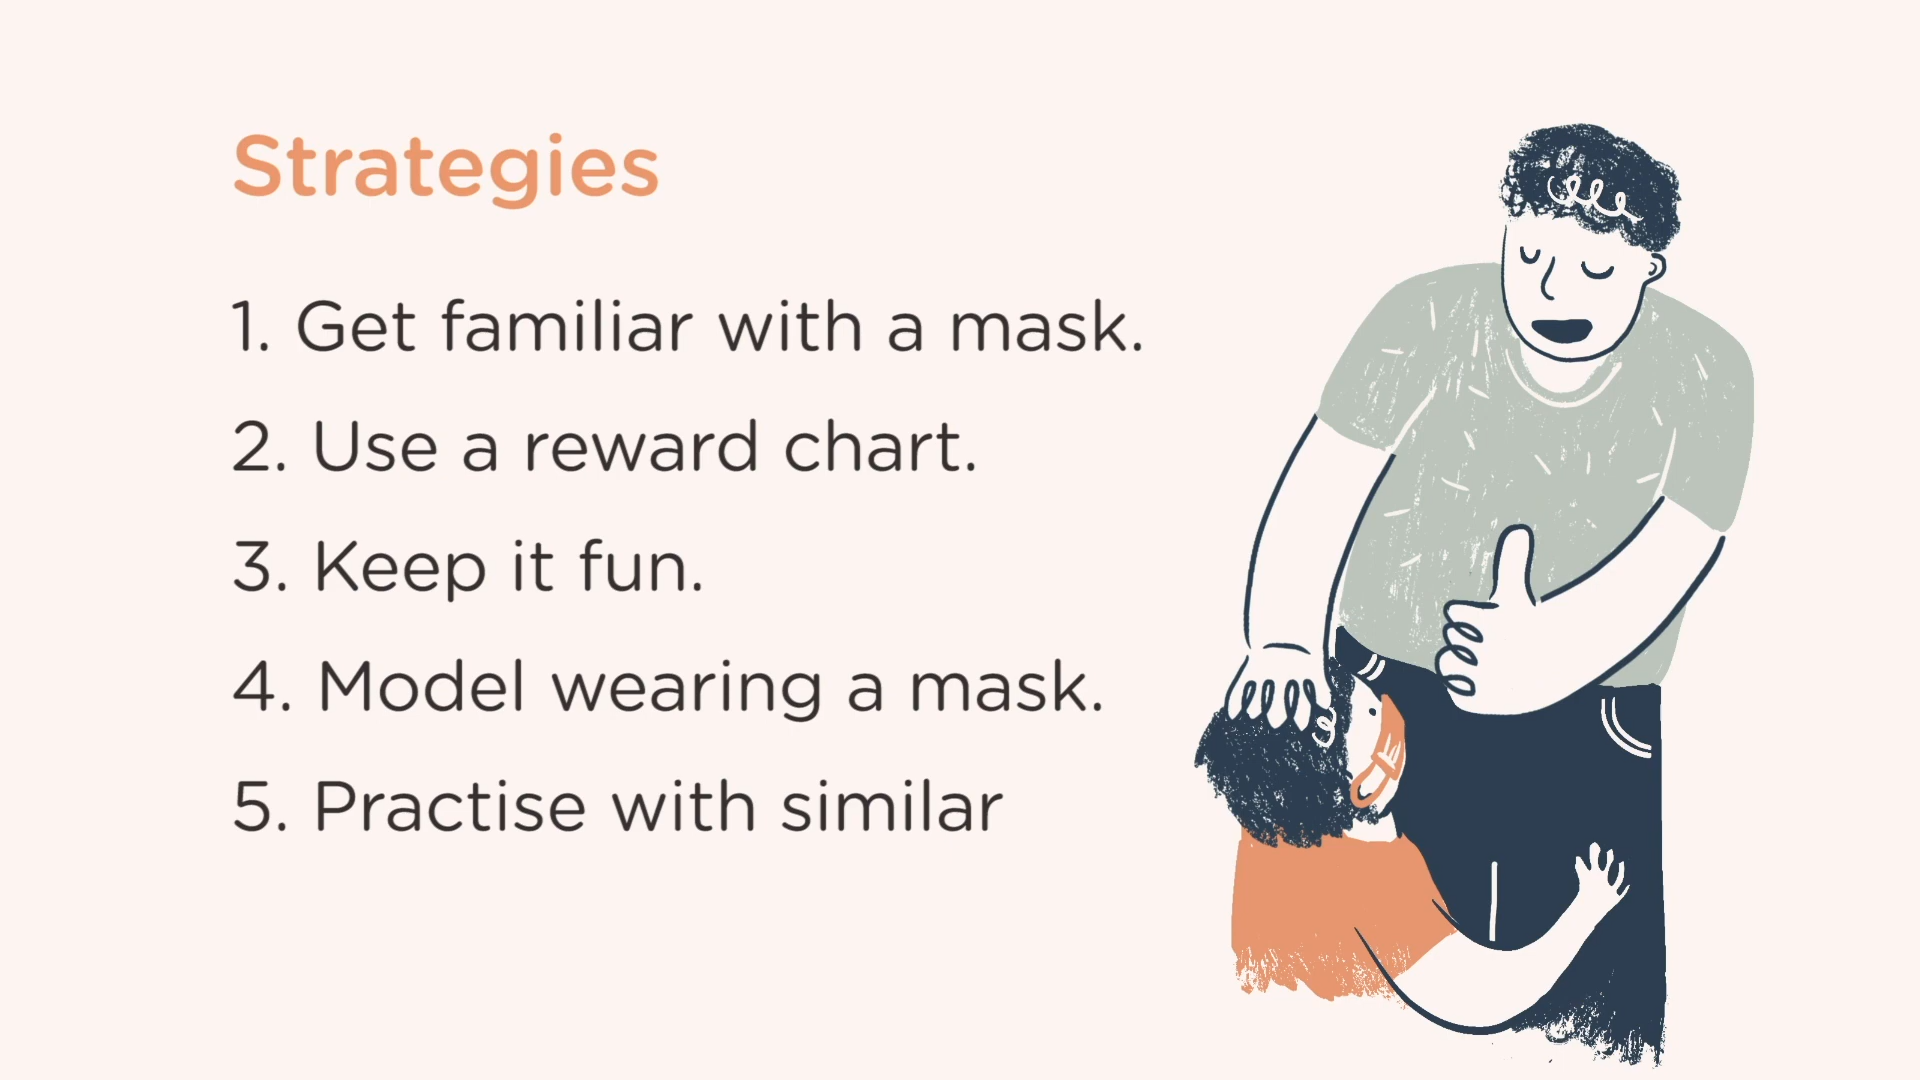 Strategies
1. Get familiar with a mask.
2. Use a reward chart.
3. Keep it fun.
4. Model wearing a mask.
5. Practise with similar